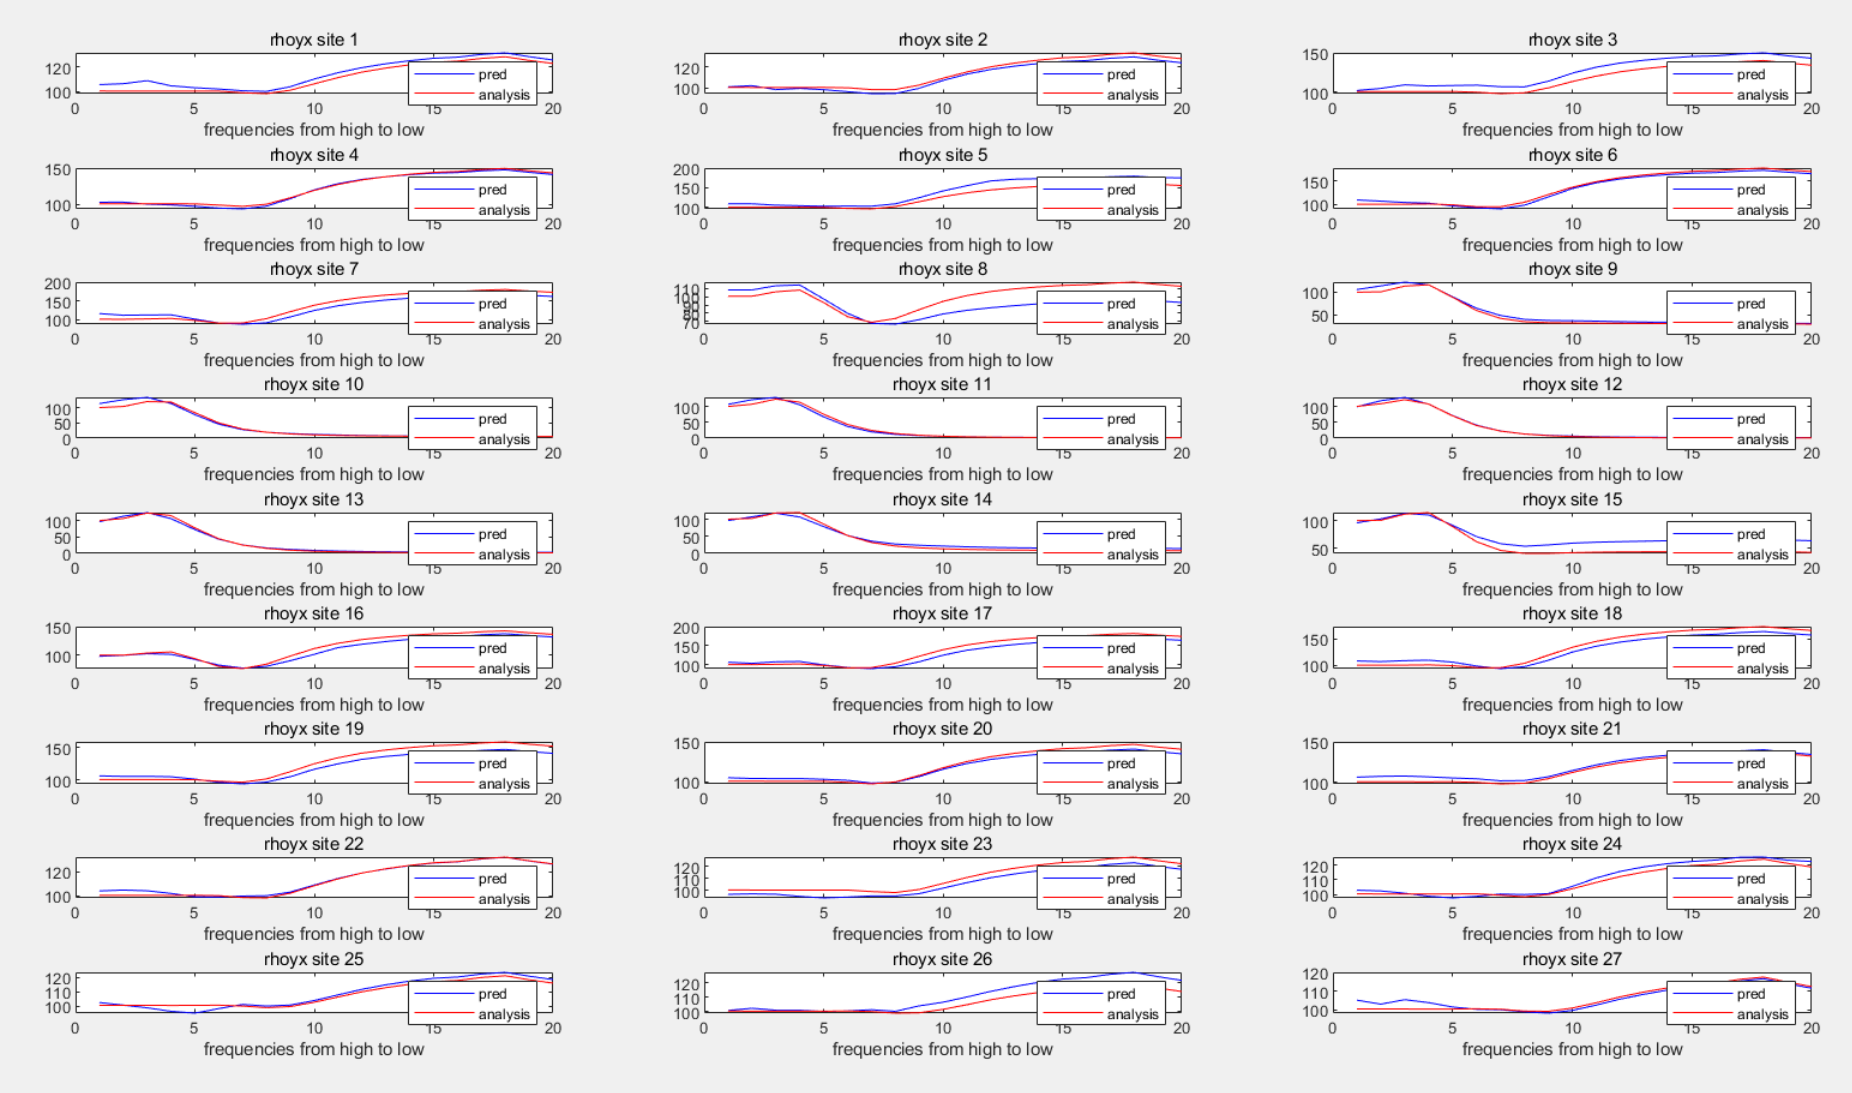 rhoyx site 1
120
100
pred
analysis
0 5 10 15 20
frequencies from high to low
rhoyx site 2
120
100
pred
analysis
0 5 10 15 20
frequencies from high to low
rhoyx site 3
150
100
pred
analysis
0 5 10 15 20
frequencies from high to low
rhoyx site 4
150
100
pred
analysis
0 5 10 15 20
frequencies from high to low
rhoyx site 5
200
150
100
pred
analysis
0 5 10 15 20
frequencies from high to low
rhoyx site 6
150
100
pred
analysis
0 5 10 15 20
frequencies from high to low
rhoyx site 7
200
150
100
pred
analysis
0 5 10 15 20
frequencies from high to low
rhoyx site 8
110
100
90
80
70
pred
analysis
0 5 10 15 20
frequencies from high to low
rhoyx site 9
100
50
pred
analysis
0 5 10 15 20
frequencies from high to low
rhoyx site 10
100
50
0
pred
analysis
0 5 10 15 20
frequencies from high to low
rhoyx site 11
100
50
0
pred
analysis
0 5 10 15 20
frequencies from high to low
rhoyx site 12
100
50
0
pred
analysis
0 5 10 15 20
frequencies from high to low
rhoyx site 13
100
50
0
pred
analysis
0 5 10 15 20
frequencies from high to low
rhoyx site 14
100
50
0
pred
analysis
0 5 10 15 20
frequencies from high to low
rhoyx site 15
100
50
pred
analysis
0 5 10 15 20
frequencies from high to low
rhoyx site 16
150
100
pred
analysis
0 5 10 15 20
frequencies from high to low
rhoyx site 17
200
150
100
pred
analysis
0 5 10 15 20
frequencies from high to low
rhoyx site 18
150
100
pred
analysis
0 5 10 15 20
frequencies from high to low
rhoyx site 19
150
100
pred
analysis
0 5 10 15 20
frequencies from high to low
rhoyx site 20
150
100
pred
analysis
0 5 10 15 20
frequencies from high to low
rhoyx site 21
150
100
pred
analysis
0 5 10 15 20
frequencies from high to low
rhoyx site 22
120
100
pred
analysis
0 5 10 15 20
frequencies from high to low
rhoyx site 23
120
110
100
pred
analysis
0 5 10 15 20
frequencies from high to low
rhoyx site 24
120
110
100
pred
analysis
0 5 10 15 20
frequencies from high to low
rhoyx site 25
120
110
100
pred
analysis
0 5 10 15 20
frequencies from high to low
rhoyx site 26
120
110
100
pred
analysis
0 5 10 15 20
frequencies from high to low
rhoyx site 27
120
110
100
pred
analysis
0 5 10 15 20
frequencies from high to low